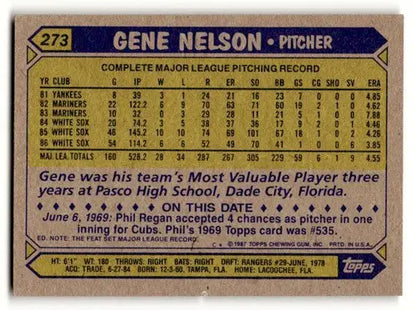 273
GENE NELSON • PITCHER
COMPLETE MAJOR LEAGUE PITCHING RECORD
YR CLUB G IP W L R ER SO BB GS CG SHO SV ERA
81 YANKEES 8 39 3 1 24 21 16 23 7 0 0 0 4.85
82 MARINERS 22 122.2 6 9 70 63 71 60 19 2 1 0 4.62
83 MARINERS 10 32 0 3 29 28 11 21 5 1 0 0 7.88
84 WHITE SOX 20 74.2 3 5 38 37 36 17 9 2 0 1 4.46
85 WHITE SOX 46 145.2 10 10 74 69 101 67 18 1 0 2 4.26
86 WHITE SOX 54 114.2 6 6 52 49 70 41 1 0 0 6 3.85
MAJ. LEA. TOTALS 160 528.2 28 34 287 267 305 229 59 6 1 9 4.55
Gene was his team's Most Valuable Player three
years at Pasco High School, Dade City, Florida.
• ON THIS DATE •
June 6, 1969: Phil Regan accepted 4 chances as pitcher in one
inning for Cubs. Phil's 1969 Topps card was #535.
ED. NOTE: THE FEAT SET MAJOR LEAGUE RECORD. © 1987 TOPPS CHEWING GUM, INC.
HT: 6'1" WT: 180 THROWS: RIGHT BATS: RIGHT DRAFT: RANGERS #29-JUNE, 1978
ACQ: TRADE, 6-27-84 BORN: 12-3-60, TAMPA, FLA. HOME: LACOOCHEE, FLA.
Topps